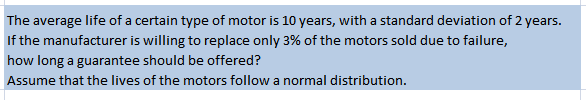 The average life of a certain type of motor is 10 years, with a standard deviation of 2 years.
If the manufacturer is willing to replace only 3% of the motors sold due to failure,
how long a guarantee should be offered?
Assume that the lives of the motors follow a normal distribution.